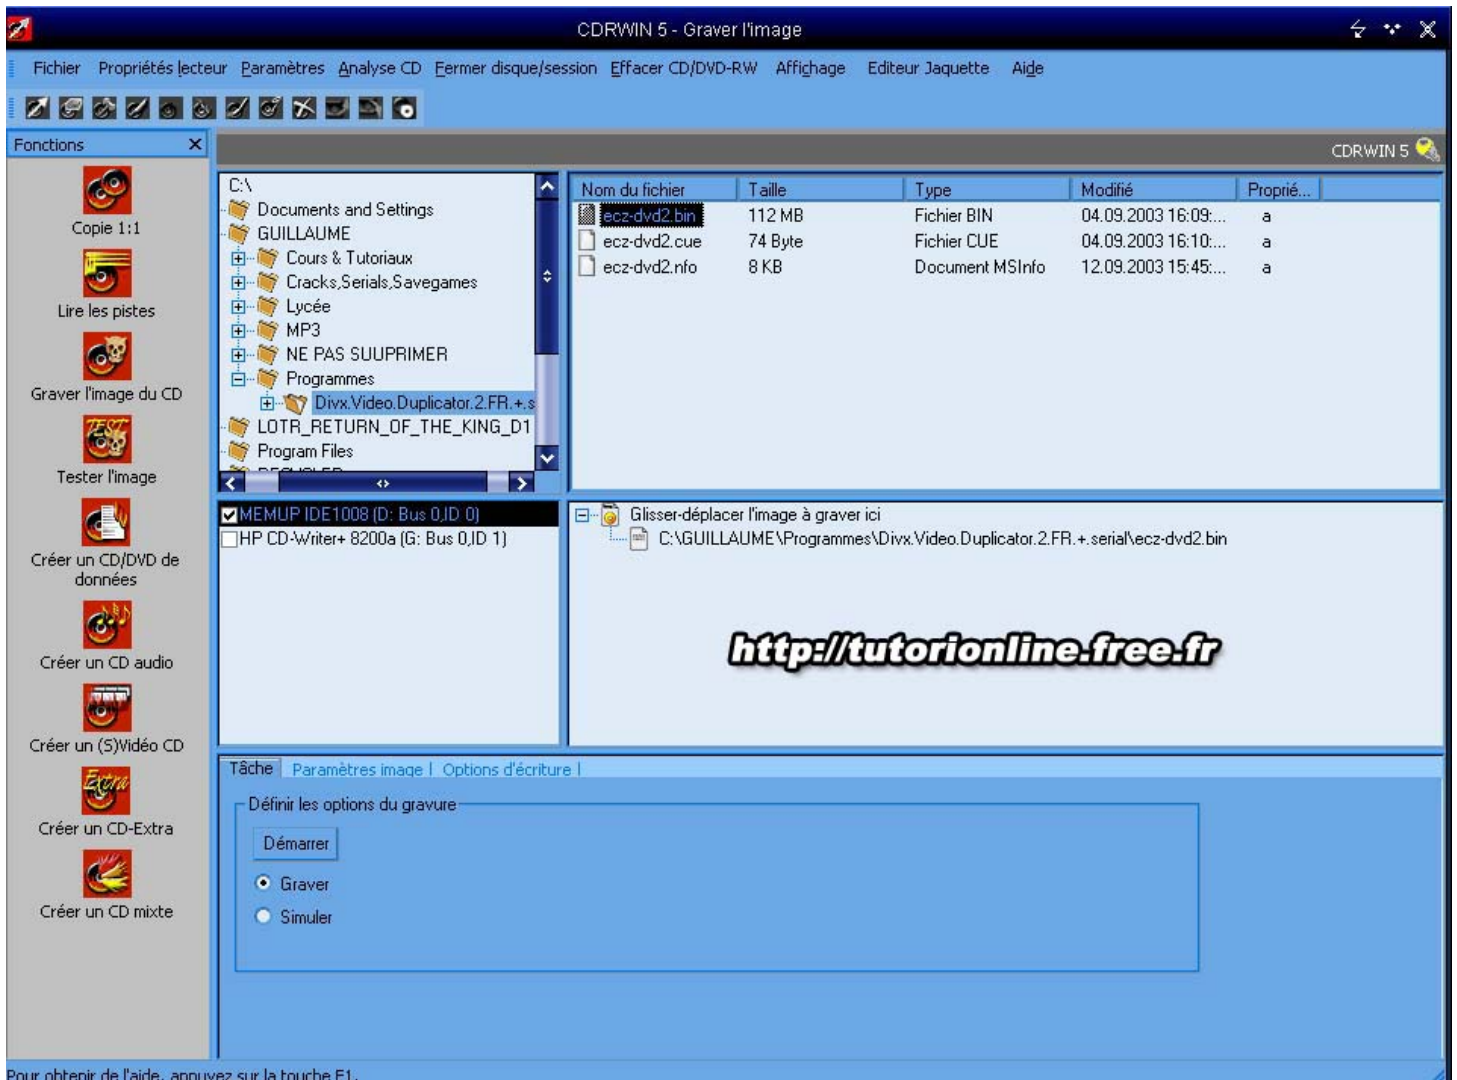 CDRWIN 5 - Graver l'image
Fichier Propriétés lecteur Paramètres Analyse CD Fermer disque/session Effacer CD/DVD-RW Affichage Editeur Jaquette Aide
Fonctions
CDRWIN 5
Copie 1:1
Lire les pistes
Graver l'image du CD
TEST
Tester l'image
Créer un CD/DVD de
données
Créer un CD audio
Créer un (S)Vidéo CD
Extra
Créer un CD-Extra
Créer un CD mixte
C:\
Documents and Settings
GUILLAUME
Cours & Tutoriaux
Cracks,Serials,Savegames
Lycée
MP3
NE PAS SUUPRIMER
Programmes
Divx.Video.Duplicator.2.FR.+.s
LOTR_RETURN_OF_THE_KING_D1
Program Files
Nom du fichier Taille Type Modifié Proprié...
ecz-dvd2.bin 112 MB Fichier BIN 04.09.2003 16:09:... a
ecz-dvd2.cue 74 Byte Fichier CUE 04.09.2003 16:10:... a
ecz-dvd2.nfo 8 KB Document MSInfo 12.09.2003 15:45:... a
MEMUP IDE1008 (D: Bus 0,ID 0)
HP CD-Writer+ 8200a (G: Bus 0,ID 1)
Glisser-déplacer l'image à graver ici
C:\GUILLAUME\Programmes\Divx.Video.Duplicator.2.FR.+.serial\ecz-dvd2.bin
http://tutorionline.free.fr
Tâche Paramètres image Options d'écriture
Définir les options du gravure
Démarrer
Graver
Simuler
Pour obtenir de l'aide, appuyez sur la touche F1.